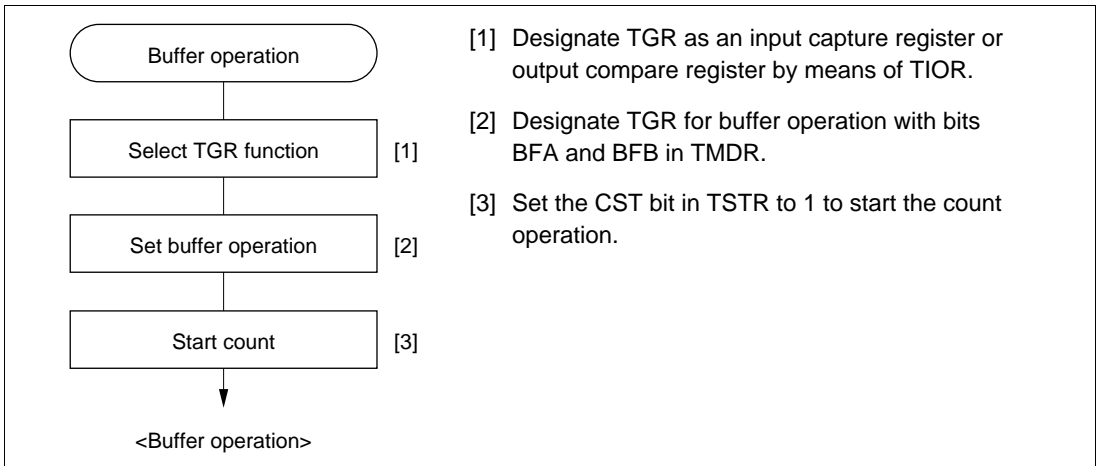 Buffer operation
Select TGR function
[1]
Set buffer operation
[2]
Start count
[3]
<Buffer operation>
[1] Designate TGR as an input capture register or
output compare register by means of TIOR.
[2] Designate TGR for buffer operation with bits
BFA and BFB in TMDR.
[3] Set the CST bit in TSTR to 1 to start the count
operation.